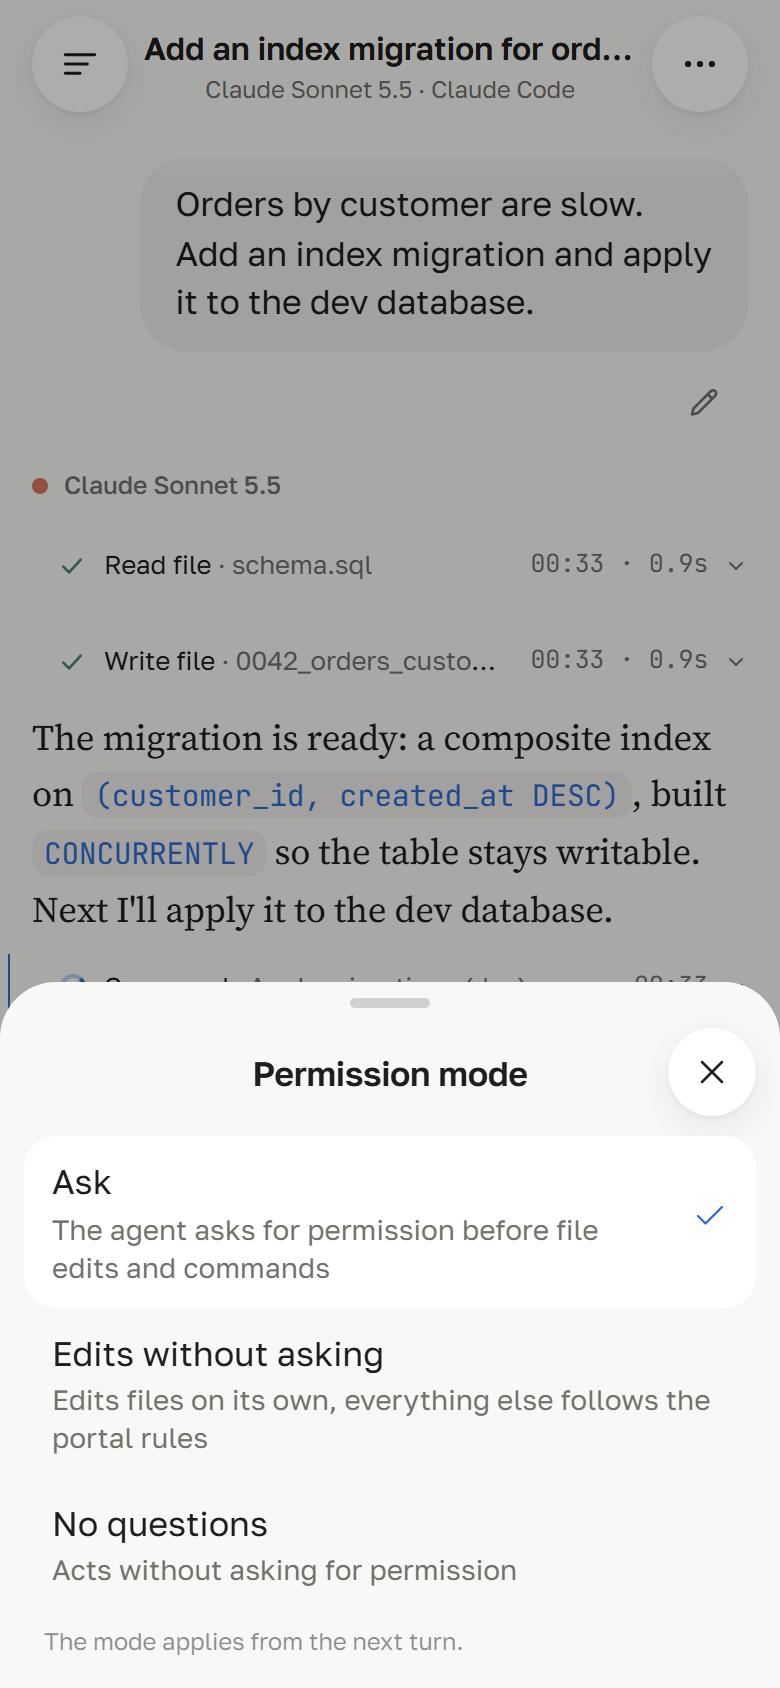 Add an index migration for ord...
Claude Sonnet 5.5 · Claude Code
Orders by customer are slow.
Add an index migration and apply
it to the dev database.
Claude Sonnet 5.5
Read file · schema.sql 00:33 · 0.9s
Write file · 0042_orders_custo... 00:33 · 0.9s
The migration is ready: a composite index
on (customer_id, created_at DESC), built
CONCURRENTLY so the table stays writable.
Next I'll apply it to the dev database.
Permission mode
Ask
The agent asks for permission before file
edits and commands
Edits without asking
Edits files on its own, everything else follows the
portal rules
No questions
Acts without asking for permission
The mode applies from the next turn.